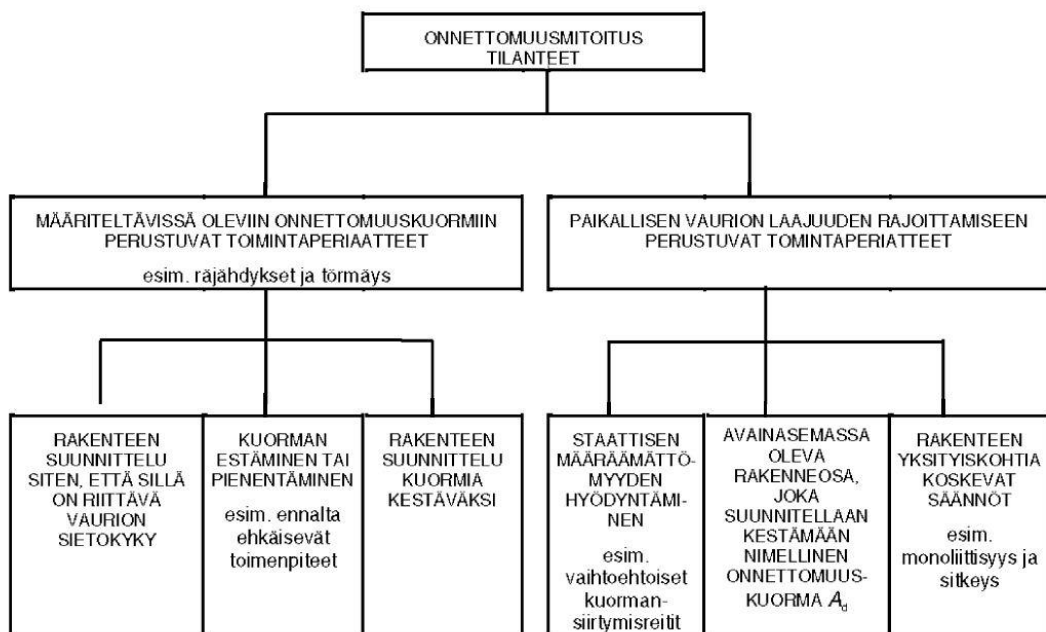 ONNETTOMUUSMITOITUS
TILANTEET
MÄÄRITELTÄVISSÄ OLEVIIN ONNETTOMUUSKUORMIIN
PERUSTUVAT TOIMINTAPERIAATTEET
esim. räjähdykset ja törmäys
PAIKALLISEN VAURION LAAJUUDEN RAJOITTAMISEEN
PERUSTUVAT TOMINTAPERIATTEET
RAKENTEEN
SUUNNITTELU
SITEN, ETTÄ SILLÄ
ON RIITTÄVÄ
VAURION
SIETOKYKY
KUORMAN
ESTÄMINEN TAI
PIENENTÄMINEN
esim. ennalta
ehkäisevät
toimenpiteet
RAKENTEEN
SUUNNITTELU
KUORMIA
KESTÄVÄKSI
STAATTISEN
MÄÄRÄÄMÄTTÖ-
MYYDEN
HYÖDYNTÄMI-
NEN
esim.
vaihtoehtoiset
kuorman-
siirtymisreitit
AVAINASEMASSA
OLEVA
RAKENNEOSA,
JOKA
SUUNNITELLAAN
KESTÄMÄÄN
NIMELLINEN
ONNETTOMUUS-
KUORMA Ad
RAKENTEEN
YKSITYISKOHTIA
KOSKEVAT
SÄÄNNÖT
esim.
monoliittisyys ja
sitkeys